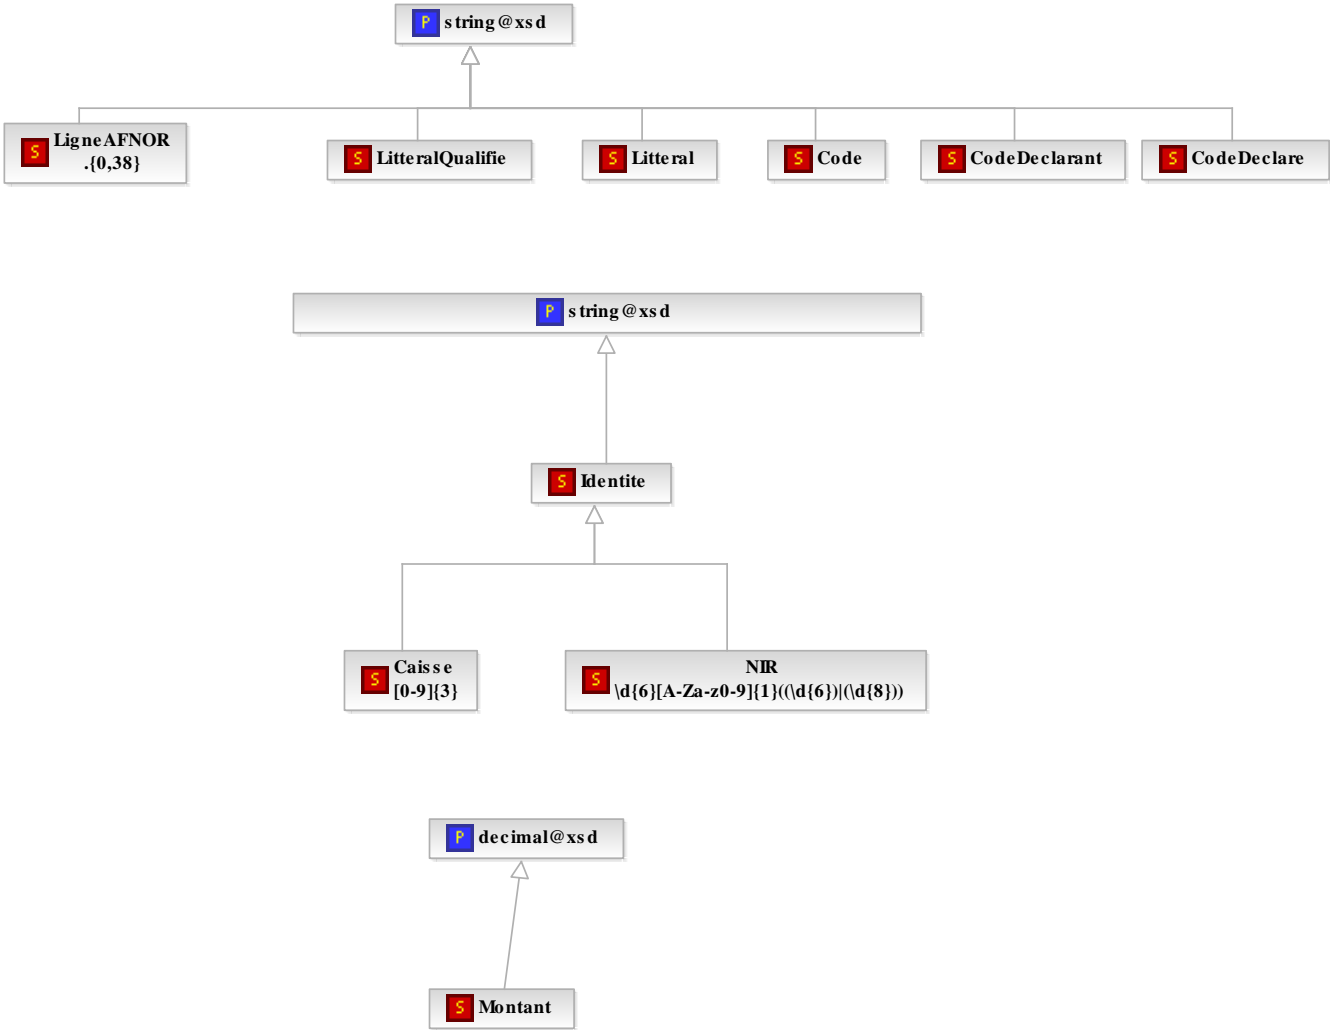 P string@xsd
S LigneAFNOR
.{0,38}
S LitteralQualifie
S Litteral
S Code
S CodeDeclarant
S CodeDeclare
P string@xsd
S Identite
S Caisse
[0-9]{3}
S NIR
\d{6}[A-Za-z0-9]{1}((\d{6})|(\d{8}))
P decimal@xsd
S Montant